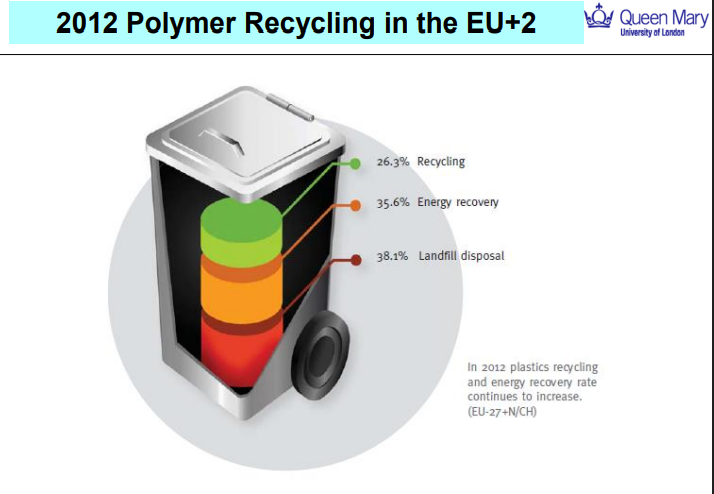 2012 Polymer Recycling in the EU+2
Queen Mary
University of London
26.3% Recycling
35.6% Energy recovery
38.1% Landfill disposal
In 2012 plastics recycling
and energy recovery rate
continues to increase.
(EU-27+N/CH)